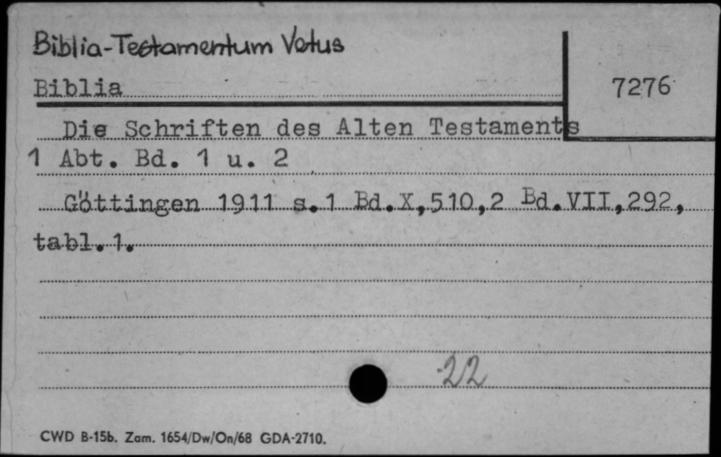 Biblia-Testamentum Vetus
Biblia
7276
Die Schriften des Alten Testaments
1 Abt. Bd. 1 u. 2
Göttingen 1911 s.1 Bd.X,510,2 Bd.VII,292,
tabl.1.
22
CWD B-15b. Zam. 1654/Dw/On/68 GDA-2710.